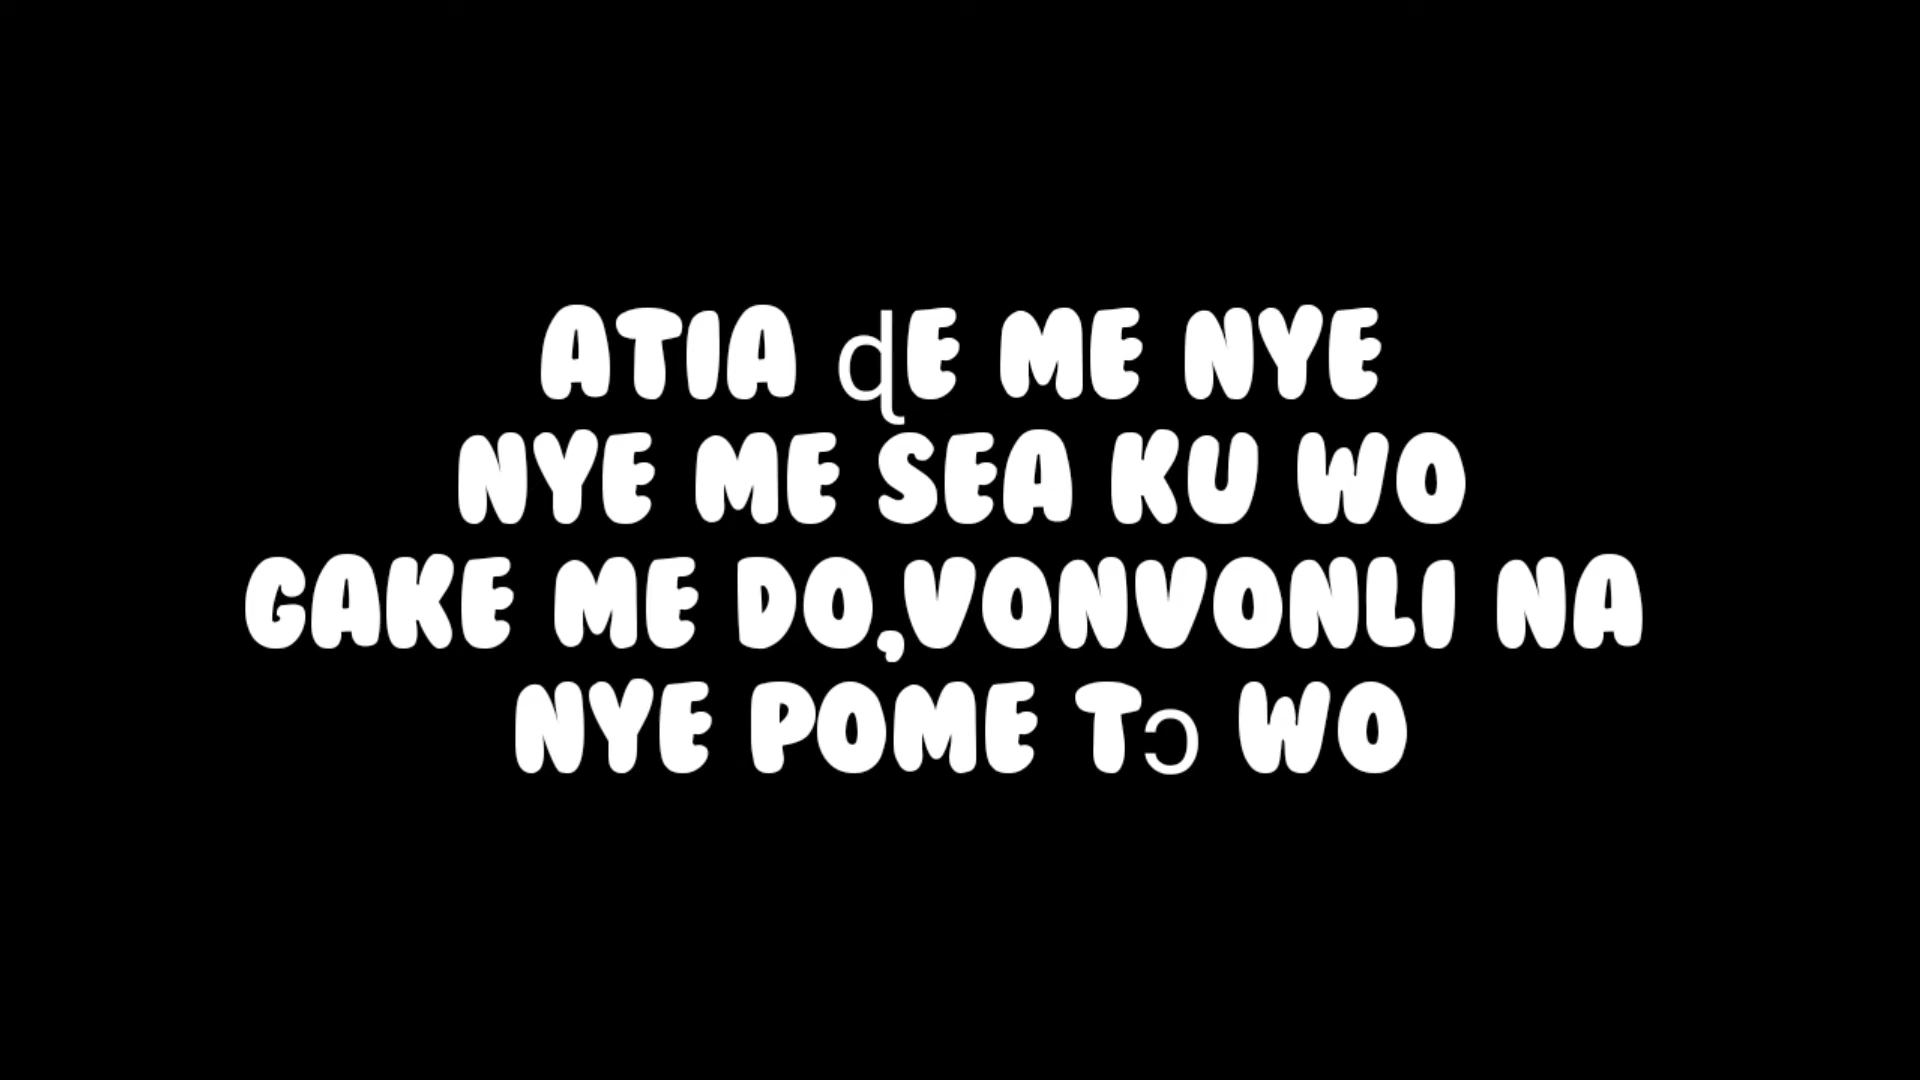 ATIA ɖE ME NYE
NYE ME SEA KU WO
GAKE ME DO,VONVONLI NA
NYE POME Tɔ WO